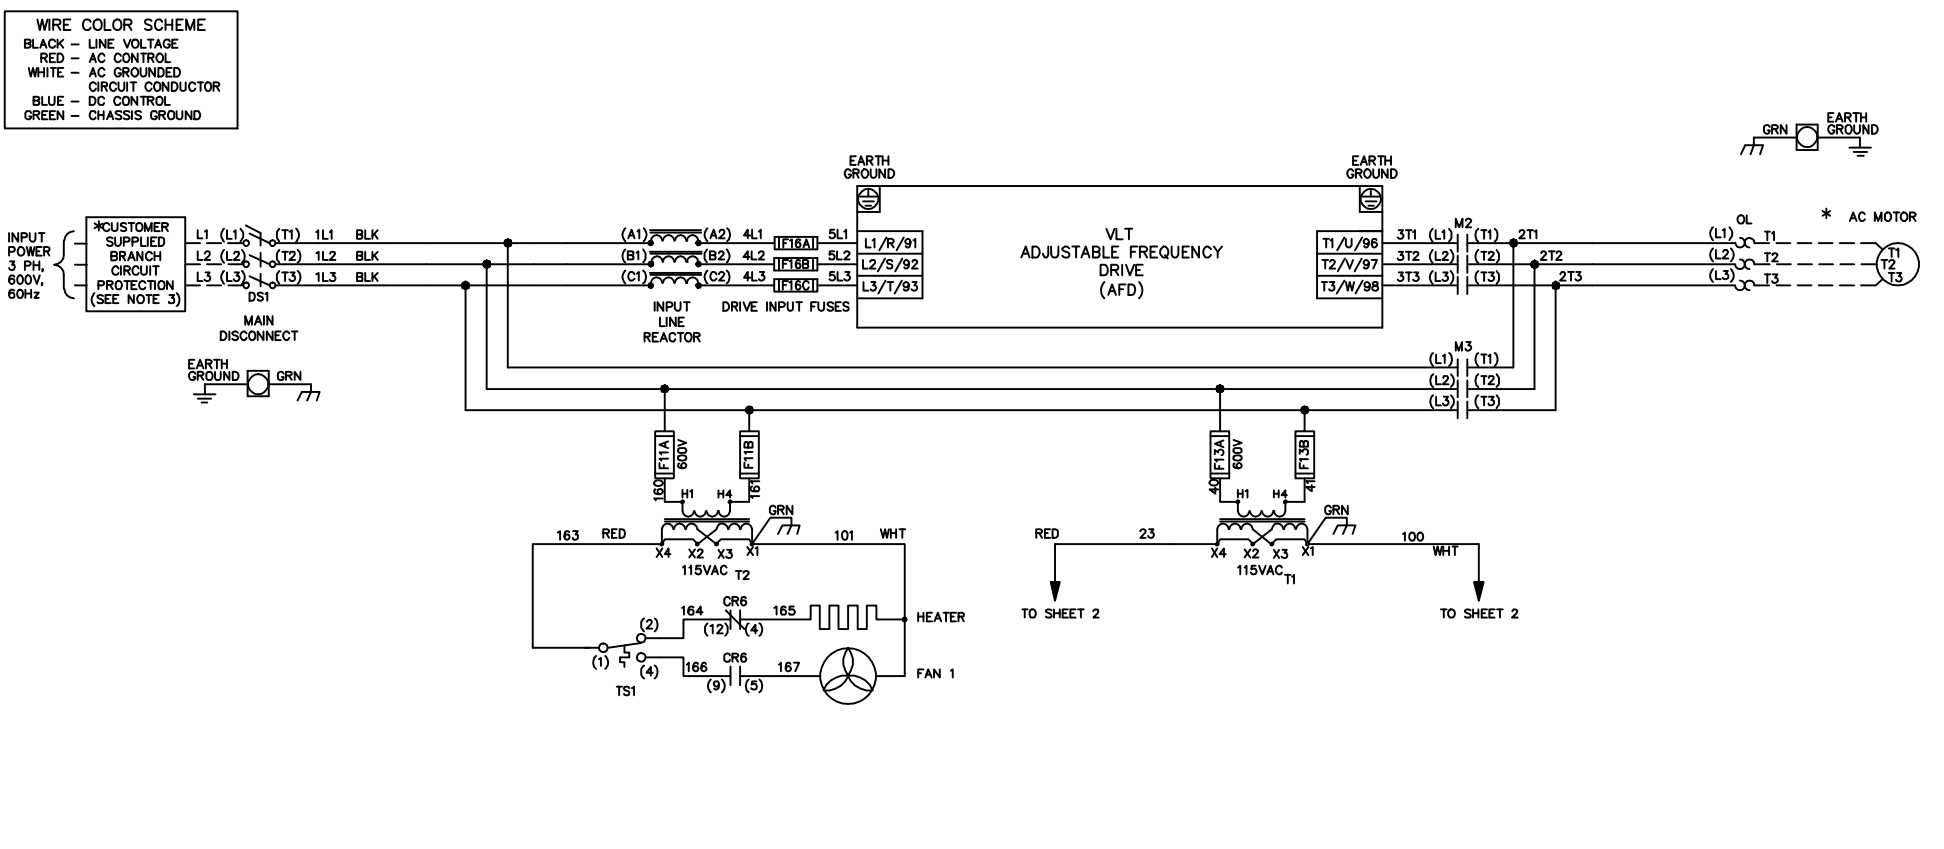 WIRE COLOR SCHEME
BLACK – LINE VOLTAGE
RED – AC CONTROL
WHITE – AC GROUNDED
CIRCUIT CONDUCTOR
BLUE – DC CONTROL
GREEN – CHASSIS GROUND
GRN
EARTH
GROUND
EARTH
GROUND
EARTH
GROUND
INPUT
POWER
3 PH,
600V,
60Hz
*CUSTOMER
SUPPLIED
BRANCH
CIRCUIT
PROTECTION
(SEE NOTE 3)
L1 (L1) (T1) 1L1 BLK
L2 (L2) (T2) 1L2 BLK
L3 (L3) (T3) 1L3 BLK
DS1
MAIN
DISCONNECT
EARTH
GROUND
GRN
(A1) (A2) 4L1 F16A 5L1
(B1) (B2) 4L2 F16B 5L2
(C1) (C2) 4L3 F16C 5L3
INPUT
LINE
REACTOR
DRIVE INPUT FUSES
L1/R/91
L2/S/92
L3/T/93
VLT
ADJUSTABLE FREQUENCY
DRIVE
(AFD)
T1/U/96
T2/V/97
T3/W/98
M2
3T1 (L1) (T1) 2T1
3T2 (L2) (T2) 2T2
3T3 (L3) (T3) 2T3
OL
(L1) T1
(L2) T2
(L3) T3
* AC MOTOR
T1
T2
T3
M3
(L1) (T1)
(L2) (T2)
(L3) (T3)
F11A
600V
F11B
160
161
H1 H4
GRN
163 RED
101 WHT
X4 X2 X3 X1
115VAC T2
F13A
600V
F13B
40
41
H1 H4
GRN
RED 23
100
WHT
X4 X2 X3 X1
115VAC T1
TO SHEET 2
TO SHEET 2
CR6
164 165
(12) (4)
HEATER
(2)
(1)
(4)
TS1
CR6
166 167
(9) (5)
FAN 1